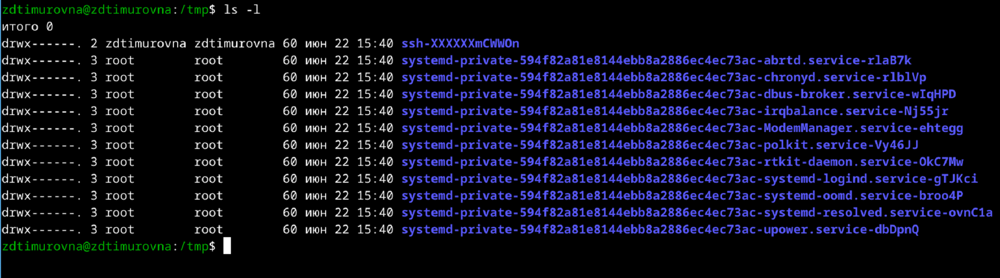 zdtimurovna@zdtimurovna:/tmp$ ls -l
итого 0
drwx------. 2 zdtimurovna zdtimurovna 60 июн 22 15:40 ssh-XXXXXXmCWWOn
drwx------. 3 root        root        60 июн 22 15:40 systemd-private-594f82a81e8144ebb8a2886ec4ec73ac-abrtd.service-rlaB7k
drwx------. 3 root        root        60 июн 22 15:40 systemd-private-594f82a81e8144ebb8a2886ec4ec73ac-chronyd.service-rlblVp
drwx------. 3 root        root        60 июн 22 15:40 systemd-private-594f82a81e8144ebb8a2886ec4ec73ac-dbus-broker.service-wIqHPD
drwx------. 3 root        root        60 июн 22 15:40 systemd-private-594f82a81e8144ebb8a2886ec4ec73ac-irqbalance.service-Nj55jr
drwx------. 3 root        root        60 июн 22 15:40 systemd-private-594f82a81e8144ebb8a2886ec4ec73ac-ModemManager.service-ehtegg
drwx------. 3 root        root        60 июн 22 15:40 systemd-private-594f82a81e8144ebb8a2886ec4ec73ac-polkit.service-Vy46JJ
drwx------. 3 root        root        60 июн 22 15:40 systemd-private-594f82a81e8144ebb8a2886ec4ec73ac-rtkit-daemon.service-OkC7Mw
drwx------. 3 root        root        60 июн 22 15:40 systemd-private-594f82a81e8144ebb8a2886ec4ec73ac-systemd-logind.service-gTJKci
drwx------. 3 root        root        60 июн 22 15:40 systemd-private-594f82a81e8144ebb8a2886ec4ec73ac-systemd-oomd.service-broo4P
drwx------. 3 root        root        60 июн 22 15:40 systemd-private-594f82a81e8144ebb8a2886ec4ec73ac-systemd-resolved.service-ovnC1a
drwx------. 3 root        root        60 июн 22 15:40 systemd-private-594f82a81e8144ebb8a2886ec4ec73ac-upower.service-dbDpnQ
zdtimurovna@zdtimurovna:/tmp$